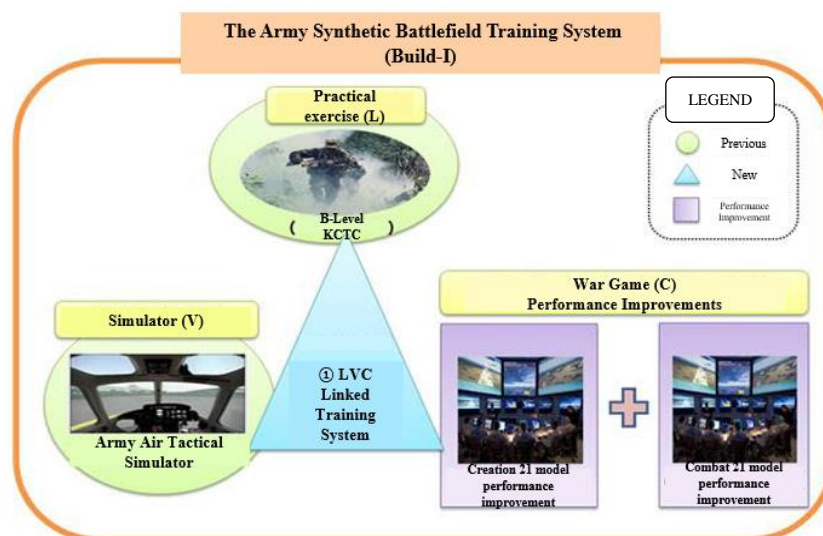 The Army Synthetic Battlefield Training System
(Build-I)
Practical
exercise (L)
( B-Level )
KCTC
LEGEND
Previous
New
Performance
Improvement
War Game (C)
Performance Improvements
Simulator (V)
① LVC
Linked
Training
System
Army Air Tactical
Simulator
Creation 21 model
performance
improvement
Combat 21 model
performance
improvement